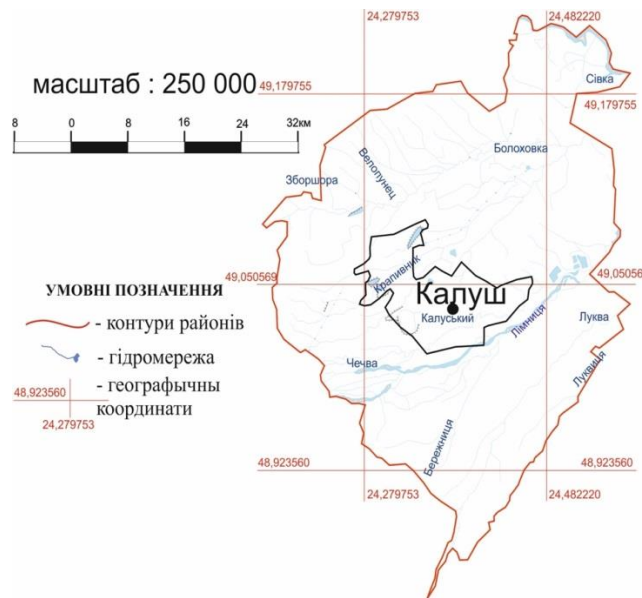 24,279753
24,482220
масштаб : 250 000
49,179755
Сівка
49,179755
8 0 8 16 24 32км
Болоховка
Велопунец
Зборшора
49,050569
49,05056
Крапивник
УМОВНІ ПОЗНАЧЕННЯ
Калуш
- контури районів
Калуський
Лімниця
Луква
- гідромережа
Чечва
Луквиця
- географычны
координати
48,923560
24,279753
Бережниця
48,923560
48,923560
24,279753
24,482220